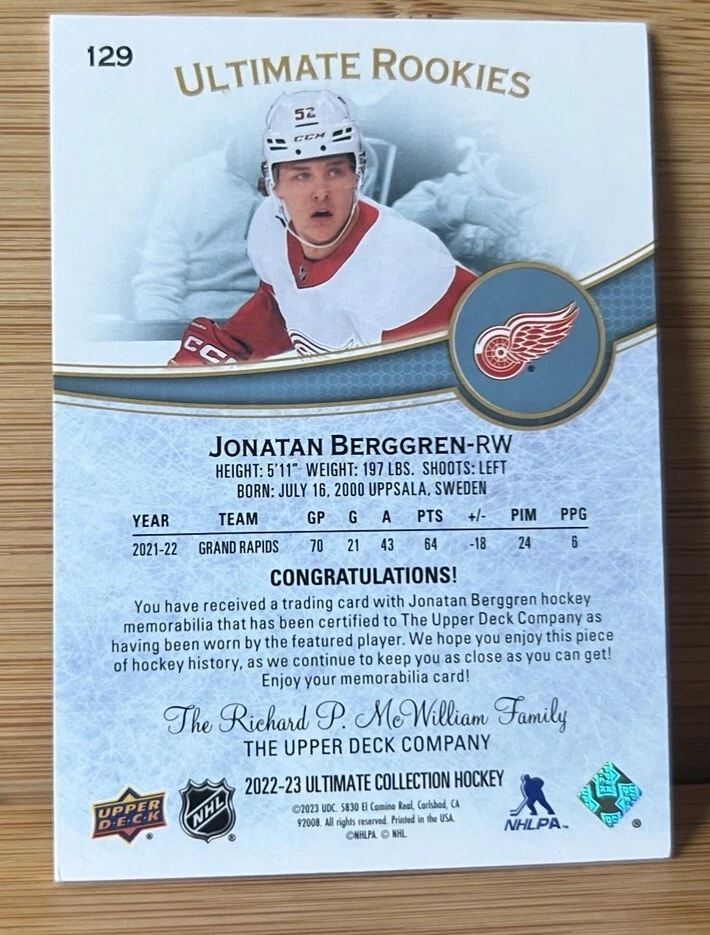 129
ULTIMATE ROOKIES
52
CCM
CCM
JONATAN BERGGREN-RW
HEIGHT: 5'11" WEIGHT: 197 LBS. SHOOTS: LEFT
BORN: JULY 16, 2000 UPPSALA, SWEDEN
YEAR TEAM GP G A PTS +/- PIM PPG
2021-22 GRAND RAPIDS 70 21 43 64 -18 24 6
CONGRATULATIONS!
You have received a trading card with Jonatan Berggren hockey
memorabilia that has been certified to The Upper Deck Company as
having been worn by the featured player. We hope you enjoy this piece
of hockey history, as we continue to keep you as close as you can get!
Enjoy your memorabilia card!
The Richard P. McWilliam Family
THE UPPER DECK COMPANY
2022-23 ULTIMATE COLLECTION HOCKEY
©2023 UDC. 5830 El Camino Real, Carlsbad, CA
92008. All rights reserved. Printed in the USA.
©NHLPA. © NHL.
UPPER
D·E·C·K ®
NHL ®
NHLPA™
®